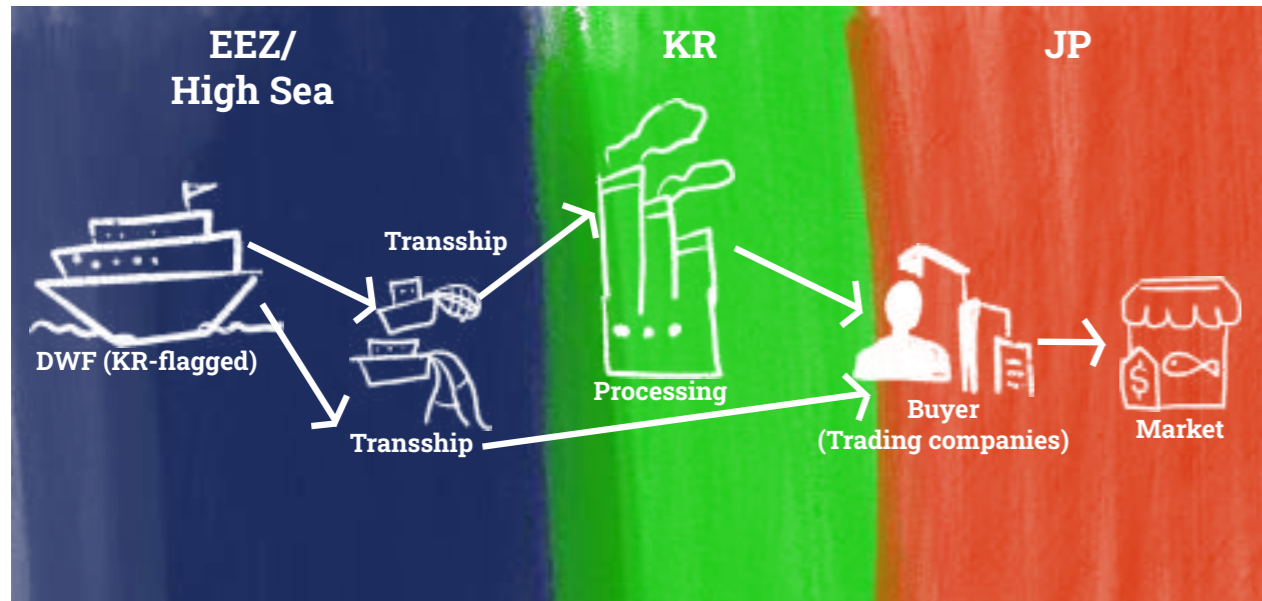 EEZ/
High Sea
KR
JP
Transship
DWF (KR-flagged)
Transship
Processing
Buyer
(Trading companies)
$
Market